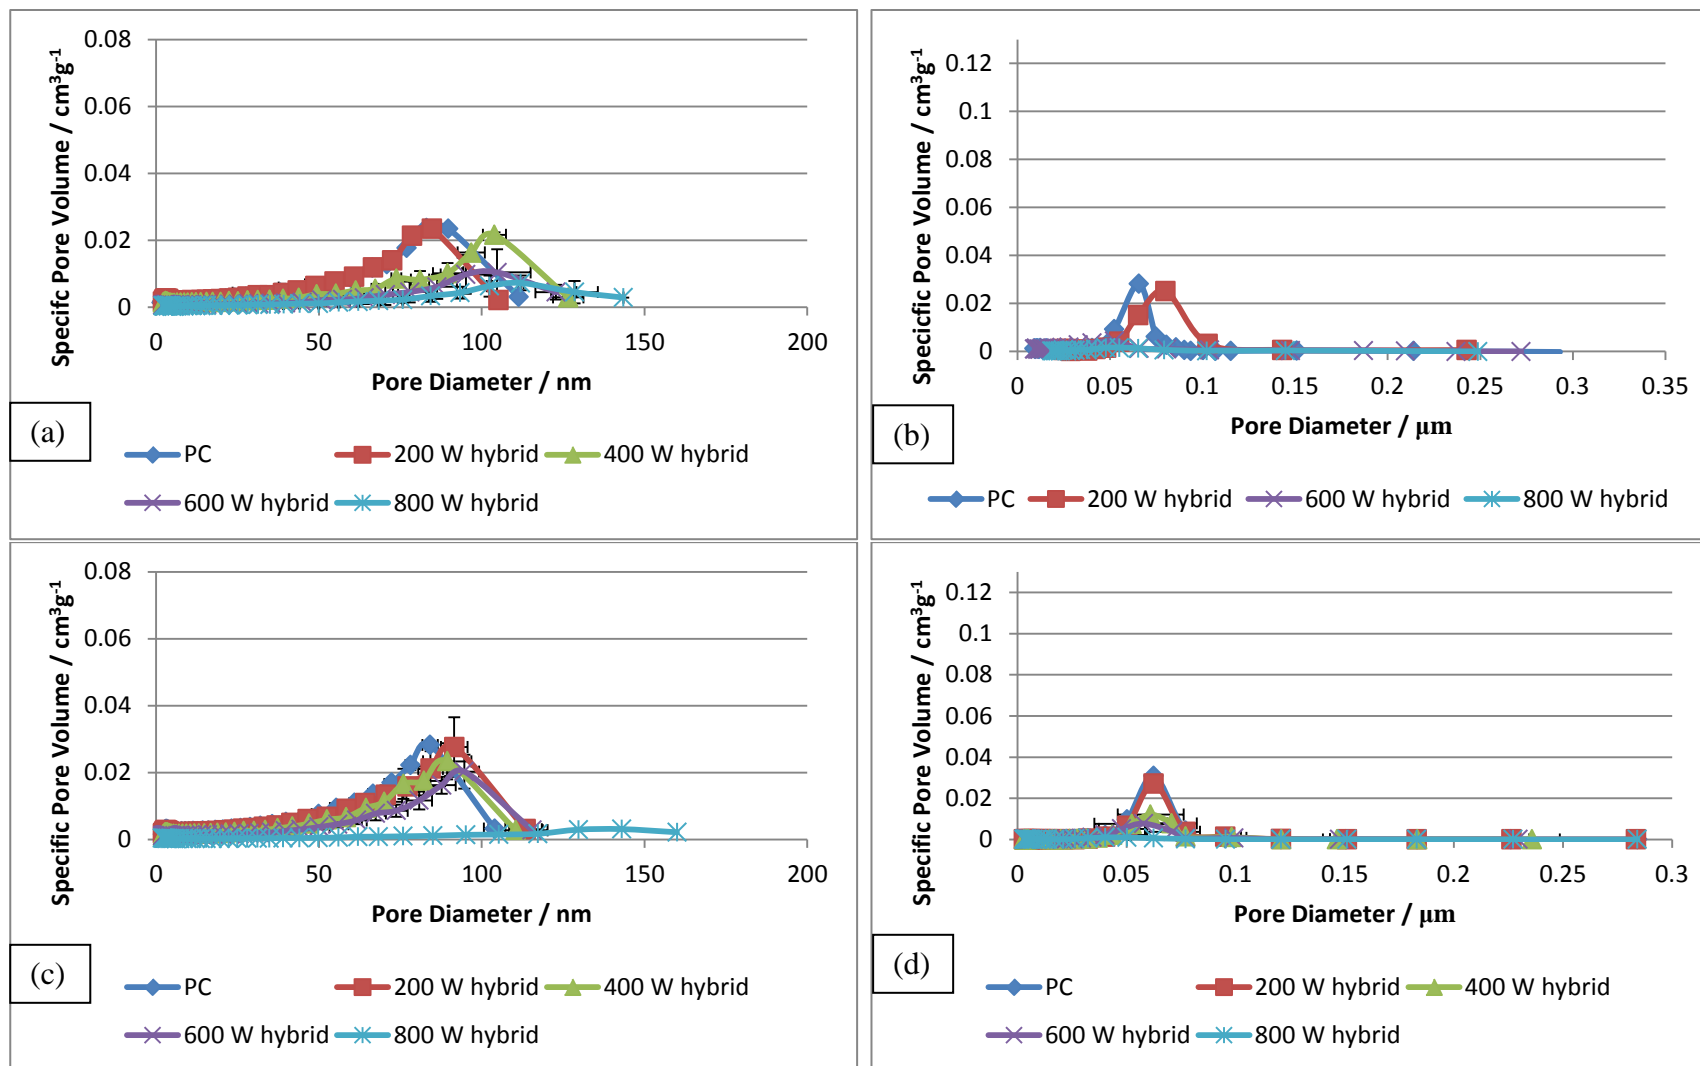 Specifc Pore Volume / cm³g⁻¹
0.08
0.06
0.04
0.02
0
0 50 100 150 200
Pore Diameter / nm
(a)
PC 200 W hybrid 400 W hybrid
600 W hybrid 800 W hybrid
Specicfic Pore Volume / cm³g⁻¹
0.12
0.1
0.08
0.06
0.04
0.02
0
0 0.05 0.1 0.15 0.2 0.25 0.3 0.35
Pore Diameter / μm
(b)
PC 200 W hybrid 600 W hybrid 800 W hybrid
Specific Pore Volume / cm³g⁻¹
0.08
0.06
0.04
0.02
0
0 50 100 150 200
Pore Diameter / nm
(c)
PC 200 W hybrid 400 W hybrid
600 W hybrid 800 W hybrid
Specific Pore Volume / cm³g⁻¹
0.12
0.1
0.08
0.06
0.04
0.02
0
0 0.05 0.1 0.15 0.2 0.25 0.3
Pore Diameter / μm
(d)
PC 200 W hybrid 400 W hybrid
600 W hybrid 800 W hybrid